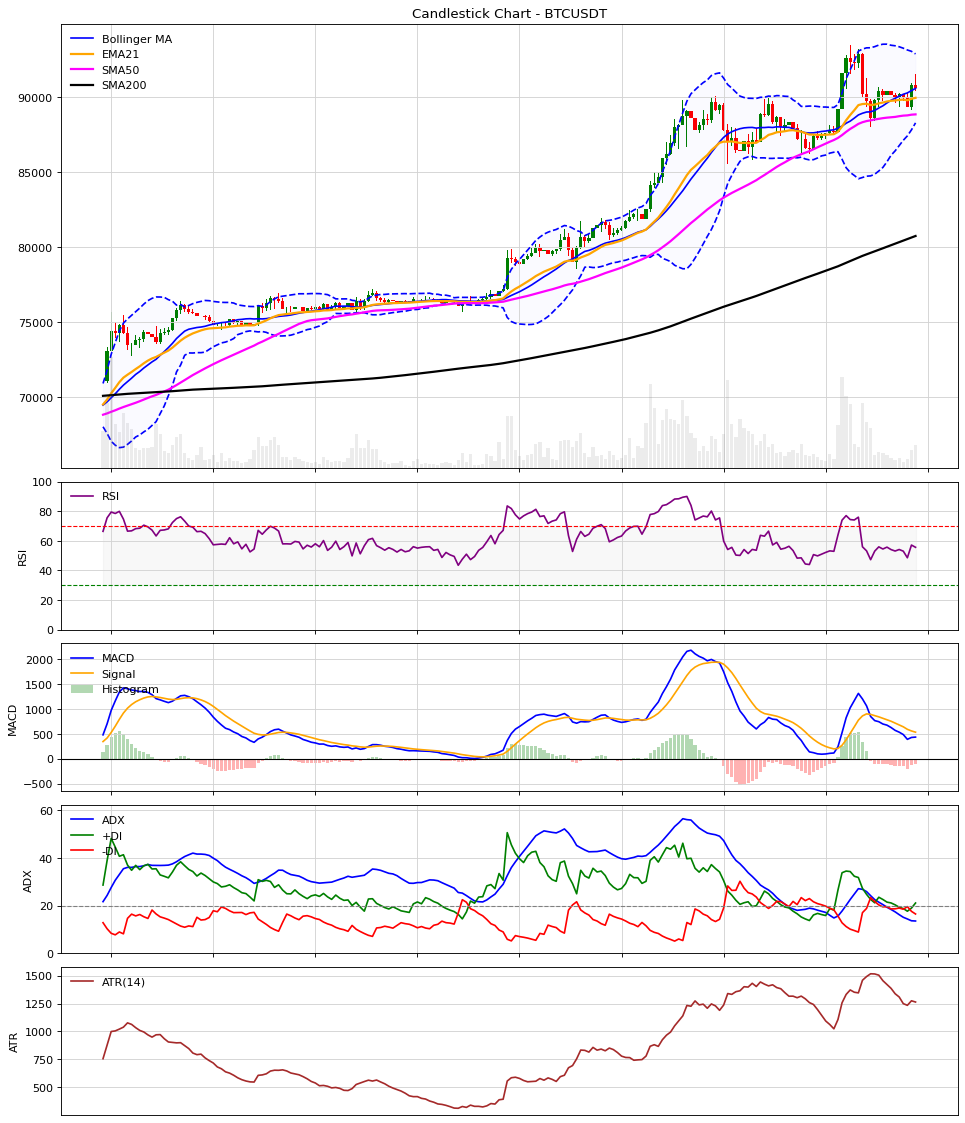 Candlestick Chart - BTCUSDT
Bollinger MA
EMA21
SMA50
SMA200
90000
85000
80000
75000
70000
100
80
60
40
20
0
RSI
RSI
2000
1500
1000
500
0
−500
MACD
MACD
Signal
Histogram
60
40
20
0
ADX
ADX
+DI
-DI
1500
1250
1000
750
500
ATR
ATR(14)